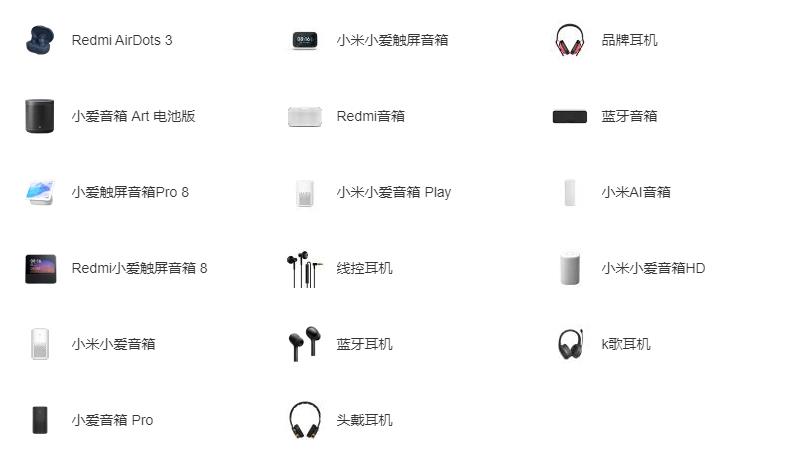 Redmi AirDots 3
小米小爱触屏音箱
品牌耳机
小爱音箱 Art 电池版
Redmi音箱
蓝牙音箱
小爱触屏音箱Pro 8
小米小爱音箱 Play
小米AI音箱
Redmi小爱触屏音箱 8
线控耳机
小米小爱音箱HD
小米小爱音箱
蓝牙耳机
k歌耳机
小爱音箱 Pro
头戴耳机